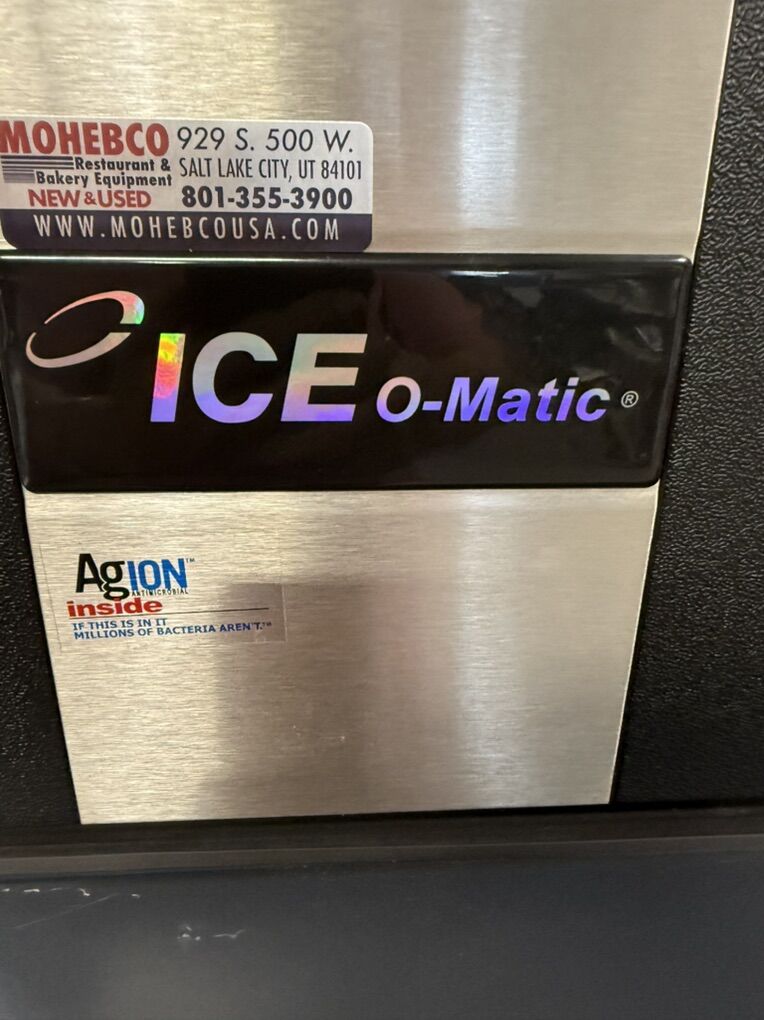 MOHEBCO
Restaurant &
Bakery Equipment
NEW & USED
929 S. 500 W.
SALT LAKE CITY, UT 84101
801-355-3900
WWW.MOHEBCOUSA.COM
ICE O-Matic®
AgION™
ANTIMICROBIAL
inside
IF THIS IS IN IT
MILLIONS OF BACTERIA AREN'T.™